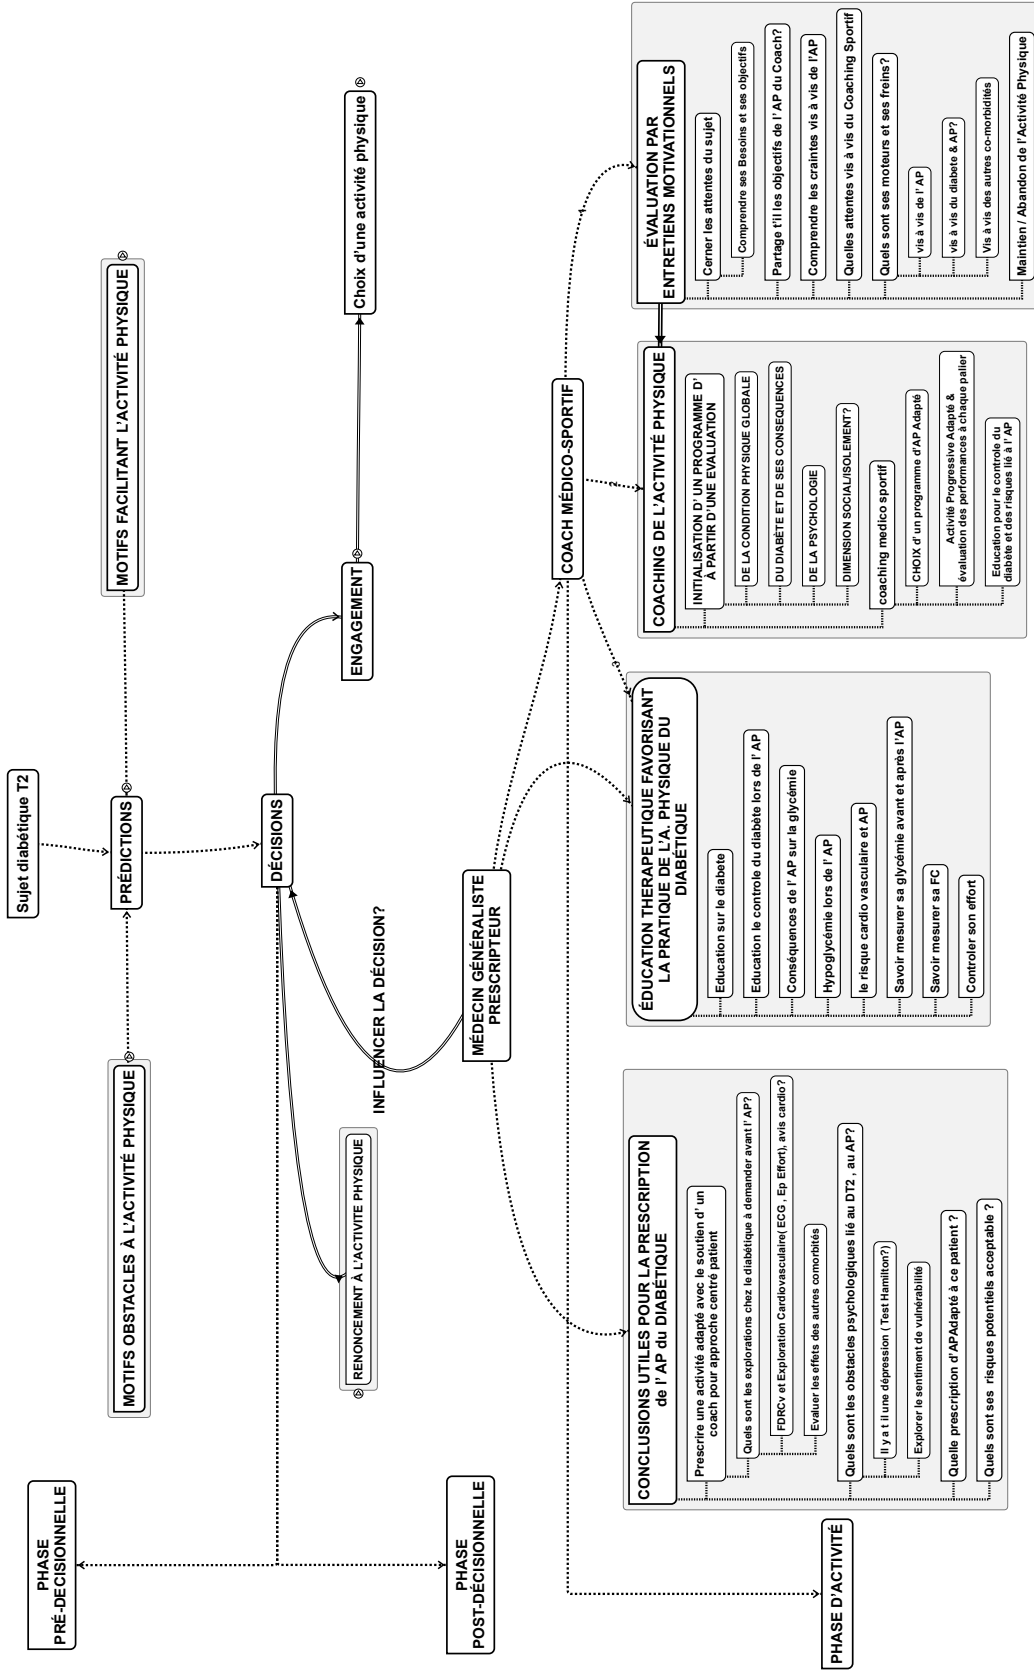 Sujet diabétique T2
PHASE
PRÉ-DECISIONNELLE
MOTIFS OBSTACLES À L'ACTIVITÉ PHYSIQUE
PRÉDICTIONS
MOTIFS FACILITANT L'ACTIVITÉ PHYSIQUE
DÉCISIONS
RENONCEMENT À L'ACTIVITE PHYSIQUE
INFLUENCER LA DÉCISION?
ENGAGEMENT
Choix d'une activité physique
PHASE
POST-DÉCISIONNELLE
MÉDECIN GÉNÉRALISTE
PRESCRIPTEUR
COACH MÉDICO-SPORTIF
PHASE D'ACTIVITÉ
CONCLUSIONS UTILES POUR LA PRESCRIPTION
de l' AP du DIABÉTIQUE
Prescrire une activité adapté avec le soutien d' un
coach pour approche centré patient
Quels sont les explorations chez le diabétique à demander avant l' AP?
FDRCv et Exploration Cardiovasculaire( ECG , Ep Effort), avis cardio?
Evaluer les effets des autres comorbités
Quels sont les obstacles psychologiques lié au DT2 , au AP?
Il y a t il une dépression ( Test Hamilton?)
Explorer le sentiment de vulnérabilité
Quelle prescription d'APAdapté à ce patient ?
Quels sont ses risques potentiels acceptable ?
ÉDUCATION THERAPEUTIQUE FAVORISANT
LA PRATIQUE DE L'A. PHYSIQUE DU
DIABÉTIQUE
Education sur le diabete
Education le controle du diabète lors de l' AP
Conséquences de l' AP sur la glycémie
Hypoglycémie lors de l' AP
le risque cardio vasculaire et AP
Savoir mesurer sa glycémie avant et après l'AP
Savoir mesurer sa FC
Controler son effort
COACHING DE L'ACTIVITÉ PHYSIQUE
INITIALISATION D' UN PROGRAMME D'
À PARTIR D'UNE EVALUATION
DE LA CONDITION PHYSIQUE GLOBALE
DU DIABÈTE ET DE SES CONSEQUENCES
DE LA PSYCHOLOGIE
DIMENSION SOCIAL/ISOLEMENT?
coaching medico sportif
CHOIX d' un programme d'AP Adapté
Activité Progressive Adapté &
évaluation des performances à chaque palier
Education pour le controle du
diabète et des risques lié à l' AP
ÉVALUATION PAR
ENTRETIENS MOTIVATIONNELS
Cerner les attentes du sujet
Comprendre ses Besoins et ses objectifs
Partage t'il les objectifs de l' AP du Coach?
Comprendre les craintes vis à vis de l'AP
Quelles attentes vis à vis du Coaching Sportif
Quels sont ses moteurs et ses freins?
vis à vis de l' AP
vis à vis du diabete & AP?
Vis à vis des autres co-morbidités
Maintien / Abandon de l'Activité Physique